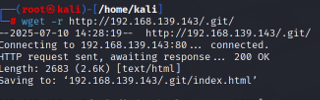 (root㉿kali)-[/home/kali]
# wget -r http://192.168.139.143/.git/
--2025-07-10 14:28:19--  http://192.168.139.143/.git/
Connecting to 192.168.139.143:80... connected.
HTTP request sent, awaiting response... 200 OK
Length: 2683 (2.6K) [text/html]
Saving to: ‘192.168.139.143/.git/index.html’